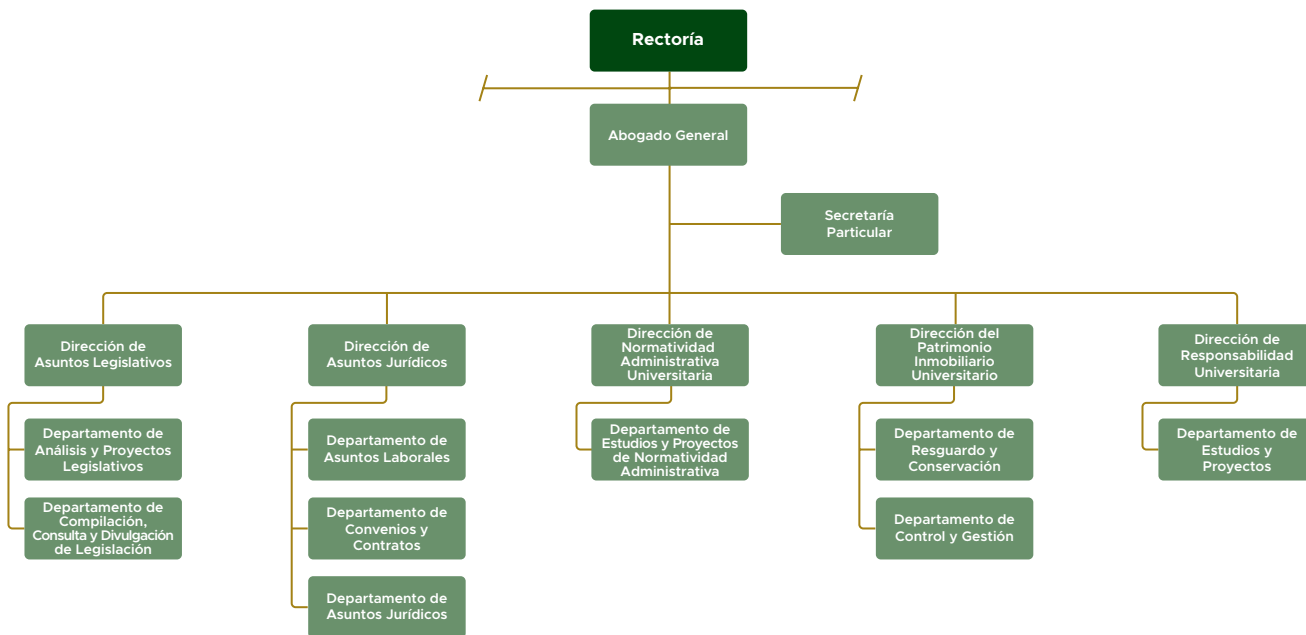 Rectoría
Abogado General
Secretaría
Particular
Dirección de
Asuntos Legislativos
Dirección de
Asuntos Jurídicos
Dirección de
Normatividad
Administrativa
Universitaria
Dirección del
Patrimonio
Inmobiliario
Universitario
Dirección de
Responsabilidad
Universitaria
Departamento de
Análisis y Proyectos
Legislativos
Departamento de
Asuntos Laborales
Departamento de
Estudios y Proyectos
de Normatividad
Administrativa
Departamento de
Resguardo y
Conservación
Departamento de
Estudios y
Proyectos
Departamento de
Compilación,
Consulta y Divulgación
de Legislación
Departamento de
Convenios y
Contratos
Departamento de
Control y Gestión
Departamento de
Asuntos Jurídicos